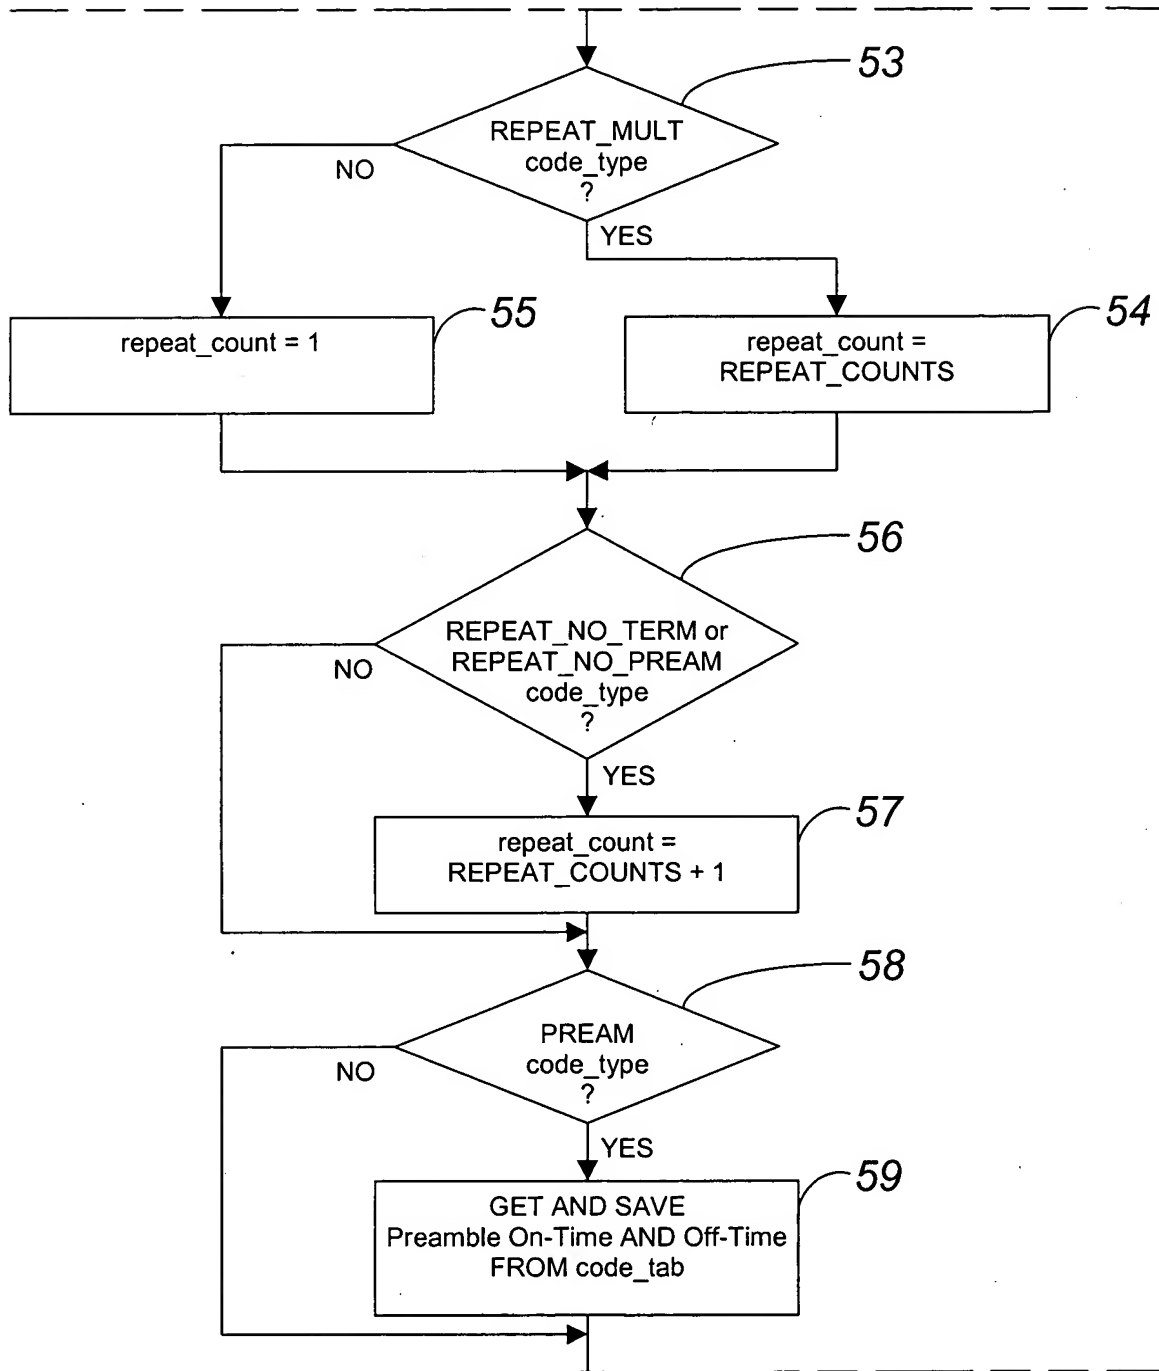 53
REPEAT_MULT
code_type
?
NO
YES
55
repeat_count = 1
54
repeat_count =
REPEAT_COUNTS
56
REPEAT_NO_TERM or
REPEAT_NO_PREAM
code_type
?
NO
YES
57
repeat_count =
REPEAT_COUNTS + 1
58
PREAM
code_type
?
NO
YES
59
GET AND SAVE
Preamble On-Time AND Off-Time
FROM code_tab